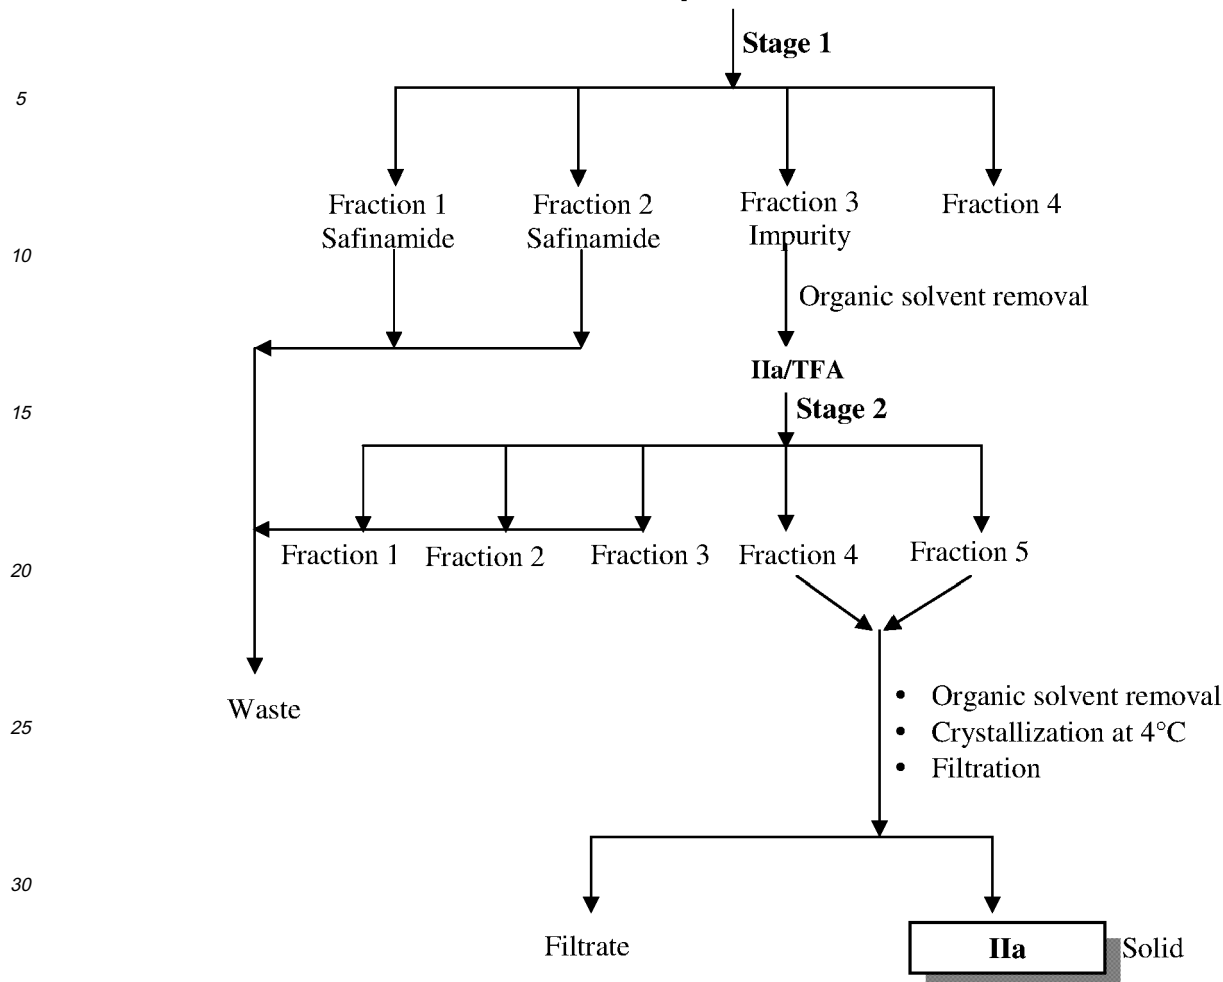 Stage 1
5
Fraction 1
Safinamide
Fraction 2
Safinamide
Fraction 3
Impurity
Fraction 4
10
Organic solvent removal
IIa/TFA
15
Stage 2
Fraction 1
Fraction 2
Fraction 3
Fraction 4
Fraction 5
20
Waste
• Organic solvent removal
25
• Crystallization at 4°C
• Filtration
30
Filtrate
IIa
Solid